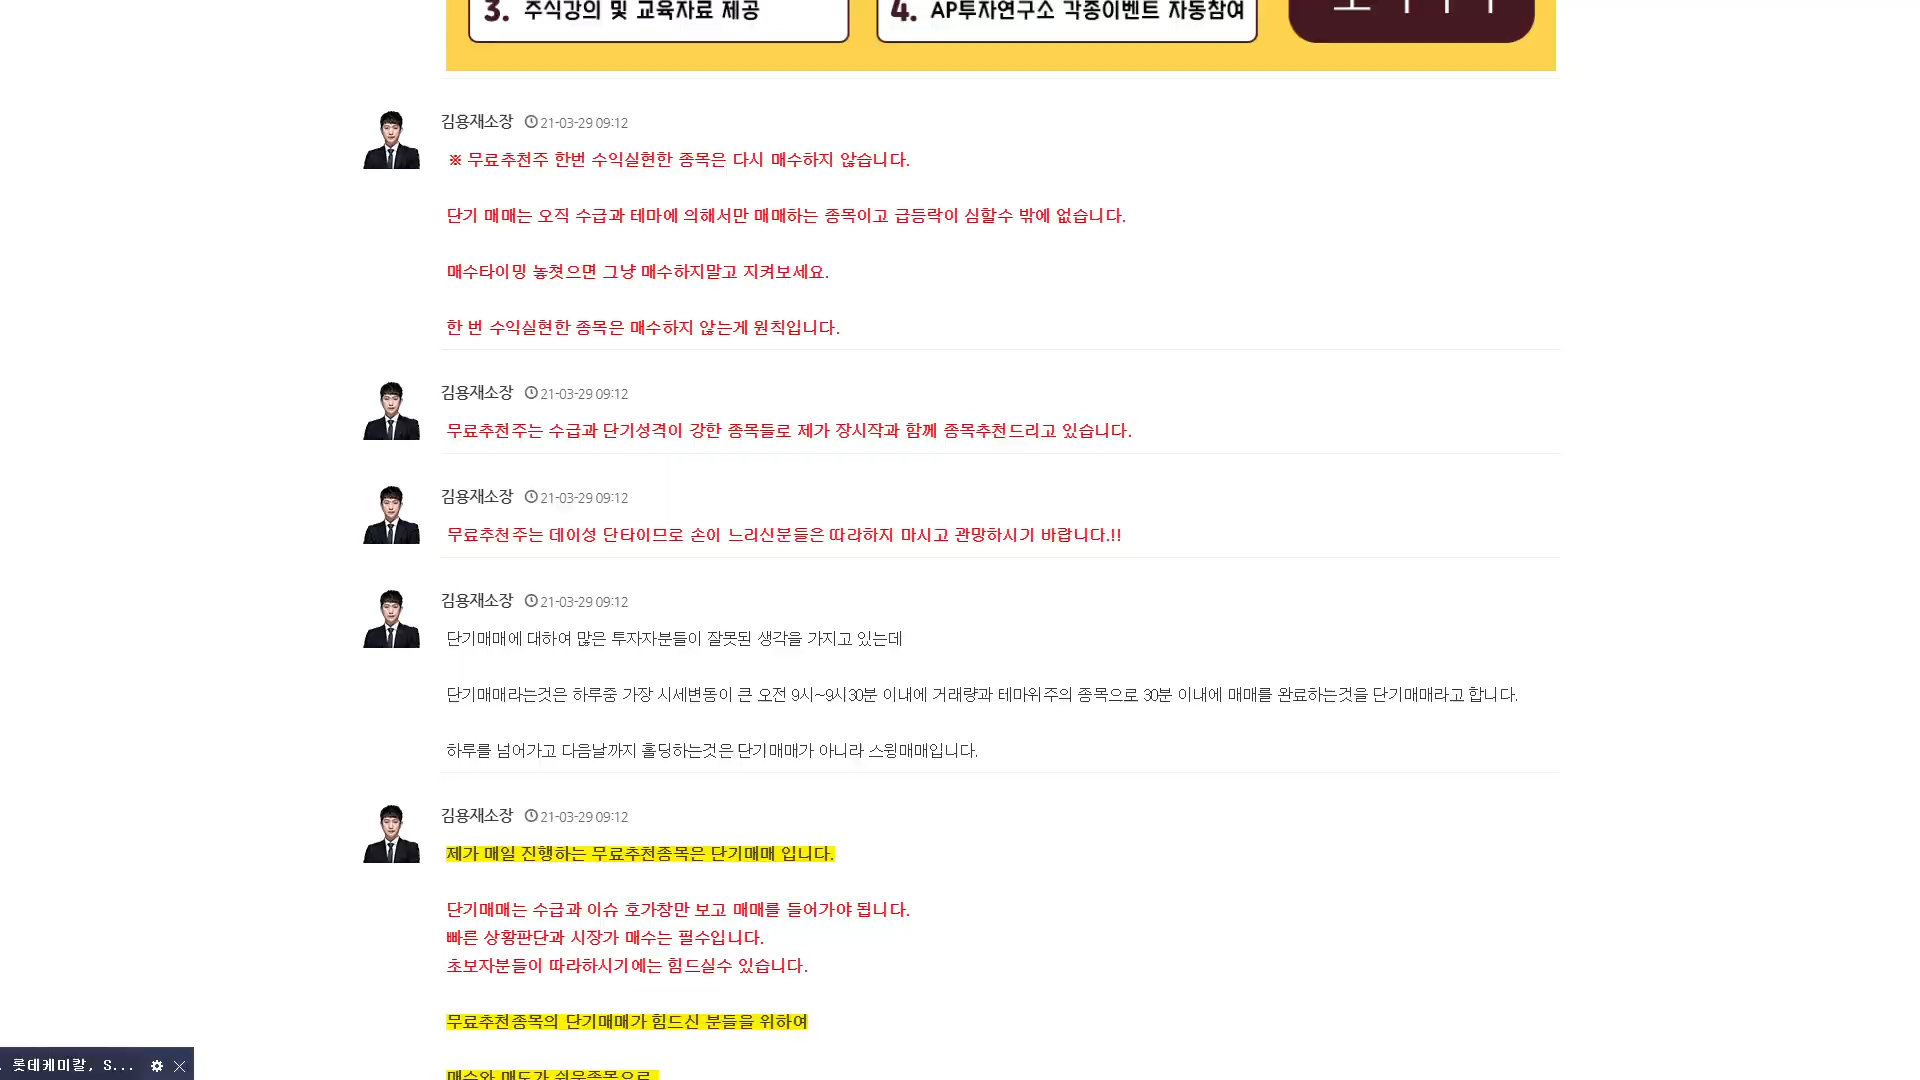 3. 주식강의 및 교육자료 제공
4. AP투자연구소 각종이벤트 자동참여
김용재소장 21-03-29 09:12
※ 무료추천주 한번 수익실현한 종목은 다시 매수하지 않습니다.
단기 매매는 오직 수급과 테마에 의해서만 매매하는 종목이고 급등락이 심할수 밖에 없습니다.
매수타이밍 놓쳣으면 그냥 매수하지말고 지켜보세요.
한 번 수익실현한 종목은 매수하지 않는게 원칙입니다.
김용재소장 21-03-29 09:12
무료추천주는 수급과 단기성격이 강한 종목들로 제가 장시작과 함께 종목추천드리고 있습니다.
김용재소장 21-03-29 09:12
무료추천주는 데이성 단타이므로 손이 느리신분들은 따라하지 마시고 관망하시기 바랍니다.!!
김용재소장 21-03-29 09:12
단기매매에 대하여 많은 투자자분들이 잘못된 생각을 가지고 있는데
단기매매라는것은 하루중 가장 시세변동이 큰 오전 9시~9시30분 이내에 거래량과 테마위주의 종목으로 30분 이내에 매매를 완료하는것을 단기매매라고 합니다.
하루를 넘어가고 다음날까지 홀딩하는것은 단기매매가 아니라 스윙매매입니다.
김용재소장 21-03-29 09:12
제가 매일 진행하는 무료추천종목은 단기매매 입니다.
단기매매는 수급과 이슈 호가창만 보고 매매를 들어가야 됩니다.
빠른 상황판단과 시장가 매수는 필수입니다.
초보자분들이 따라하시기에는 힘드실수 있습니다.
무료추천종목의 단기매매가 힘드신 분들을 위하여
매수와 매도가 쉬운종목으로
롯데케미칼, S...